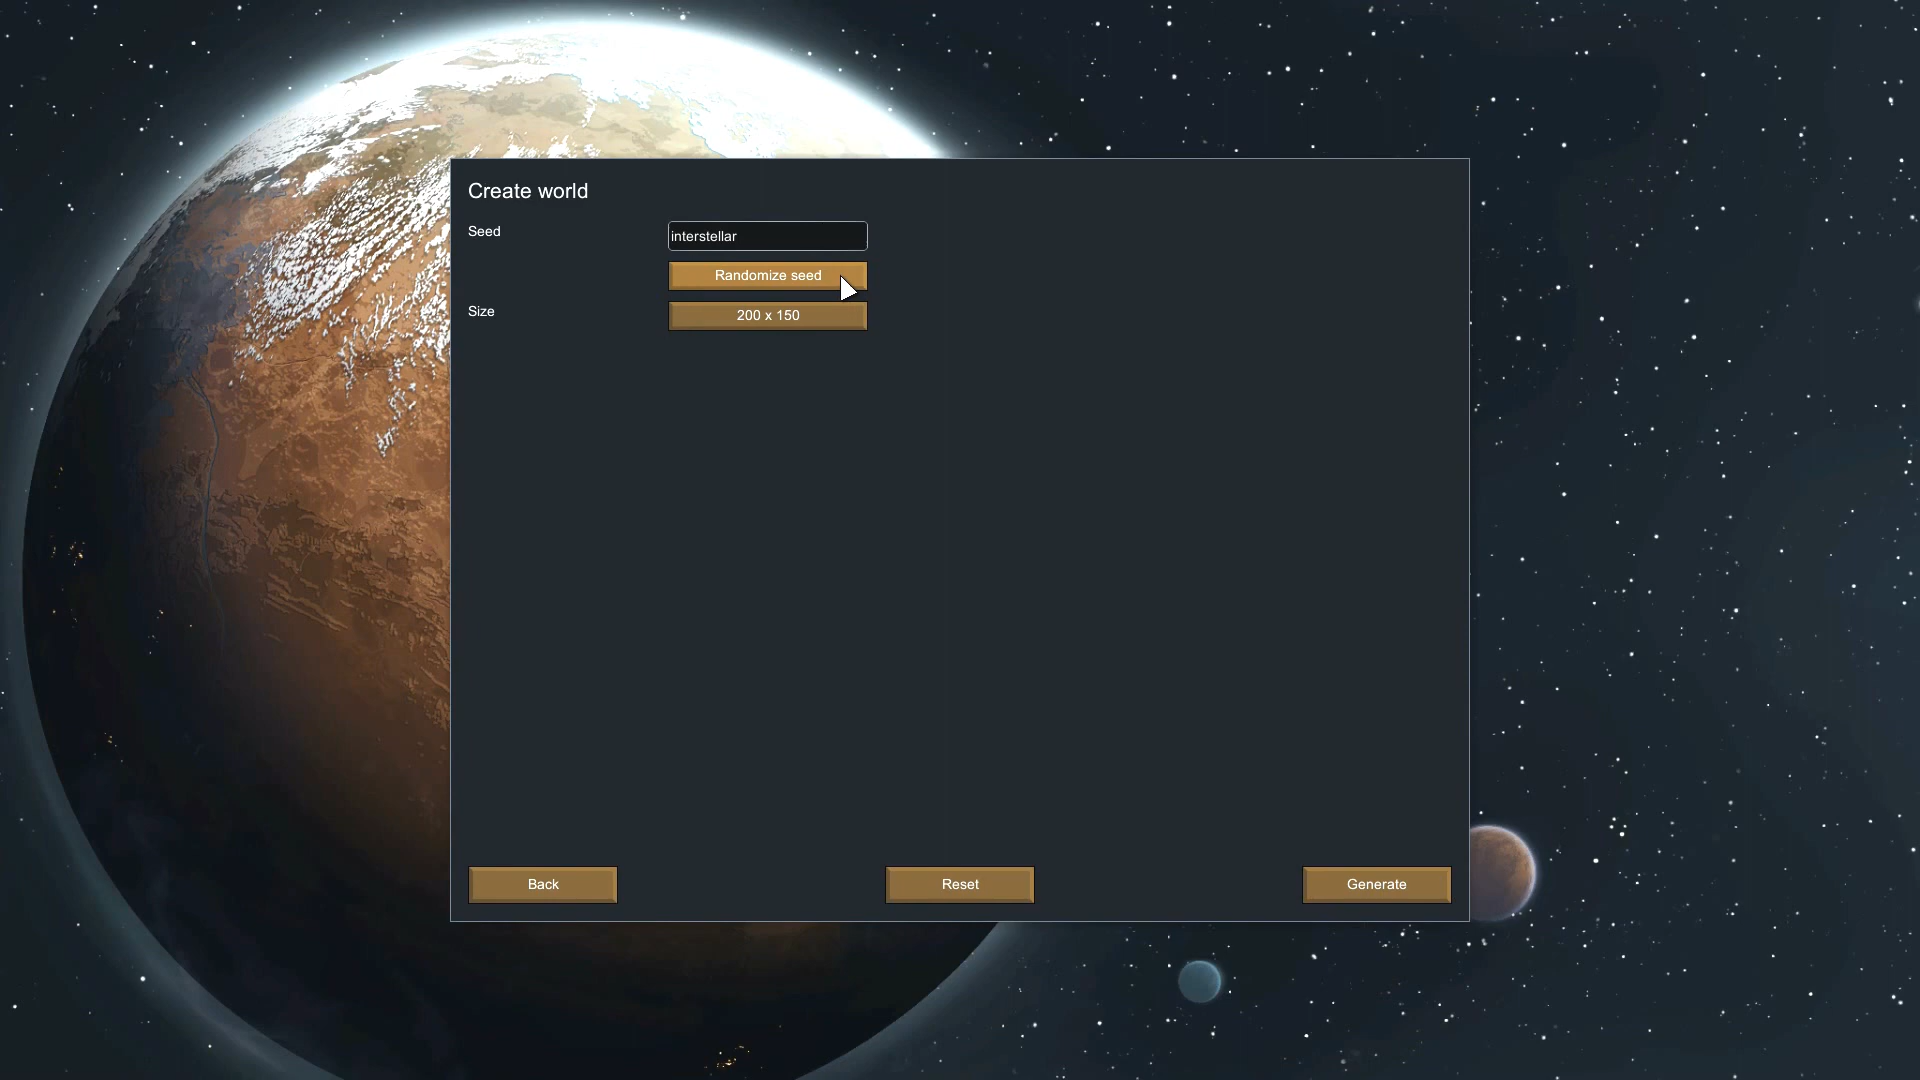 Create world
Seed
interstellar
Randomize seed
Size
200 x 150
Back
Reset
Generate